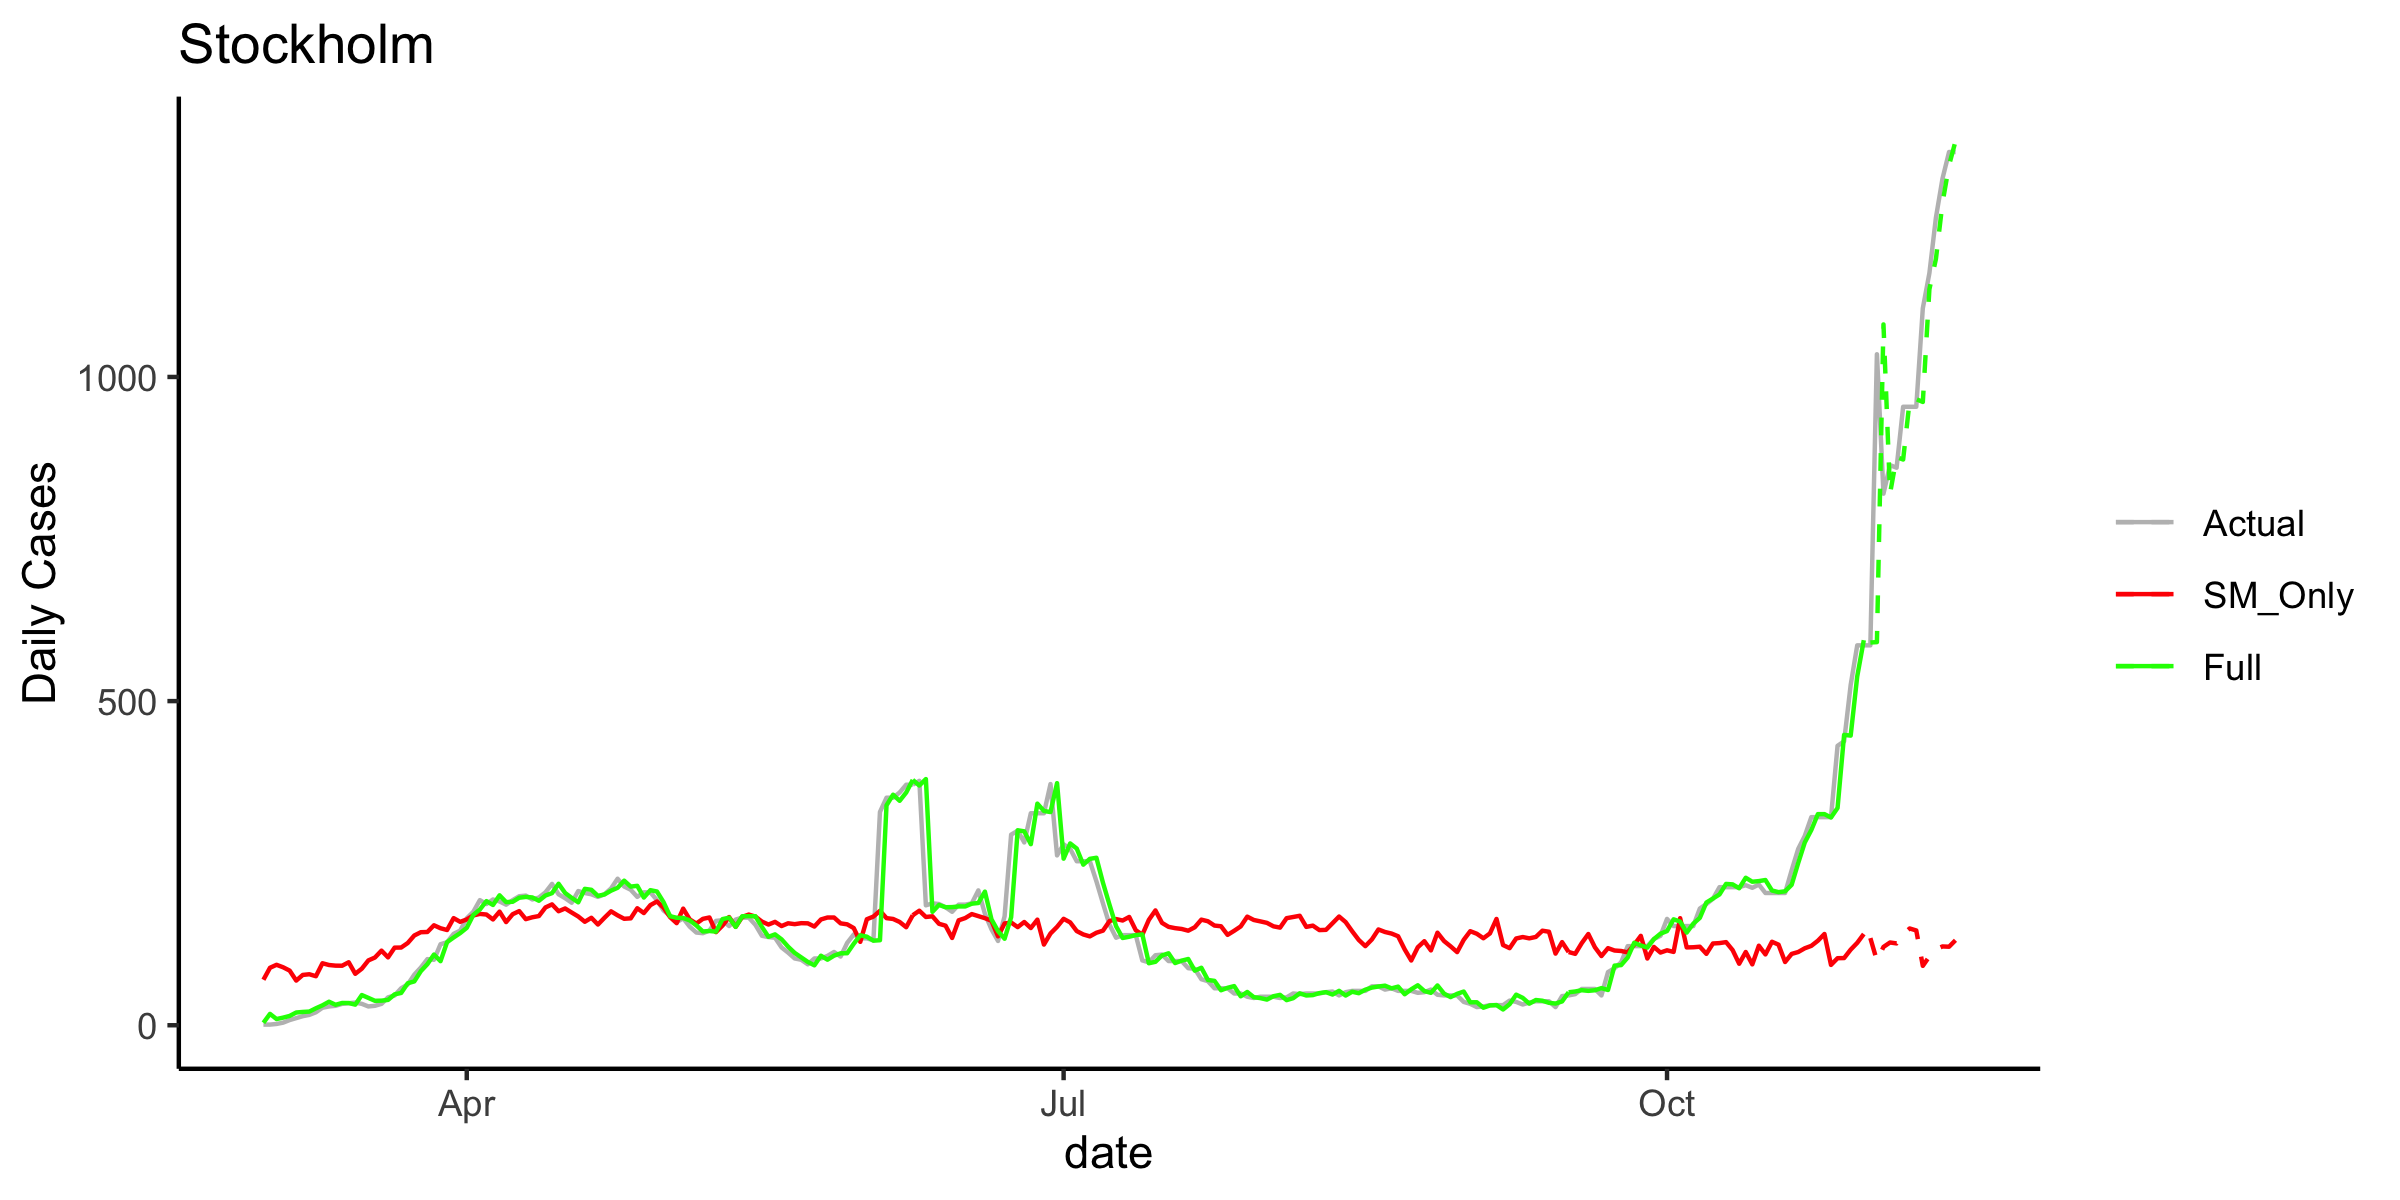 Stockholm
Daily Cases
1000
500
0
Apr
Jul
Oct
date
Actual
SM_Only
Full